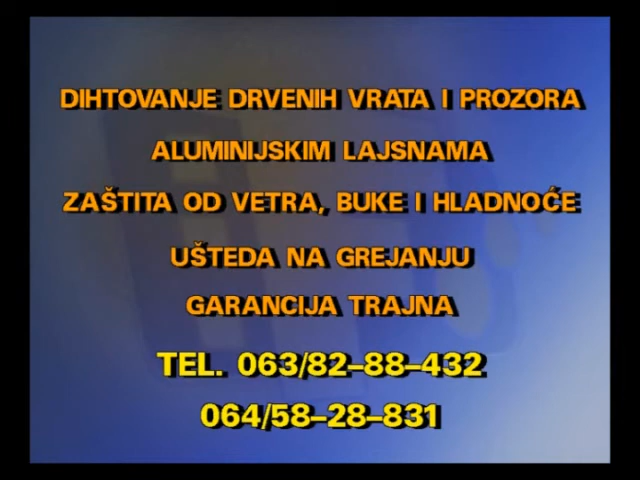 DIHTOVANJE DRVENIH VRATA I PROZORA
ALUMINIJSKIM LAJSNAMA
ZAŠTITA OD VETRA, BUKE I HLADNOĆE
UŠTEDA NA GREJANJU
GARANCIJA TRAJNA
TEL. 063/82-88-432
064/58-28-831